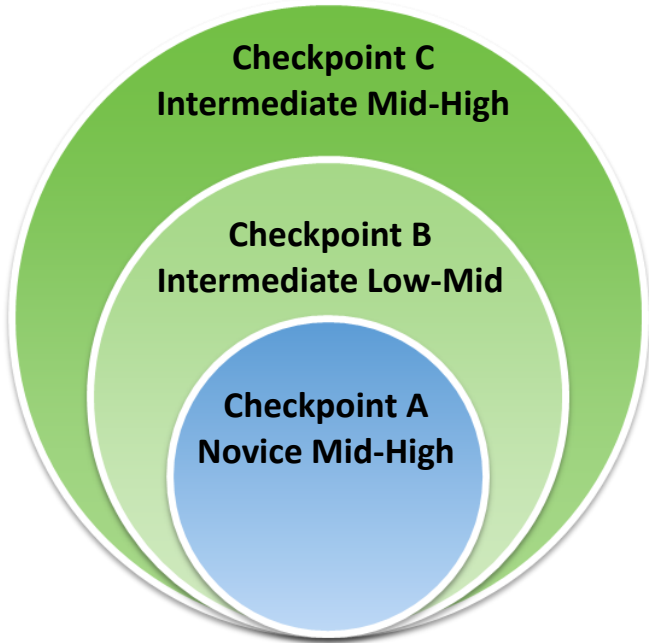 Checkpoint C
Intermediate Mid-High
Checkpoint B
Intermediate Low-Mid
Checkpoint A
Novice Mid-High